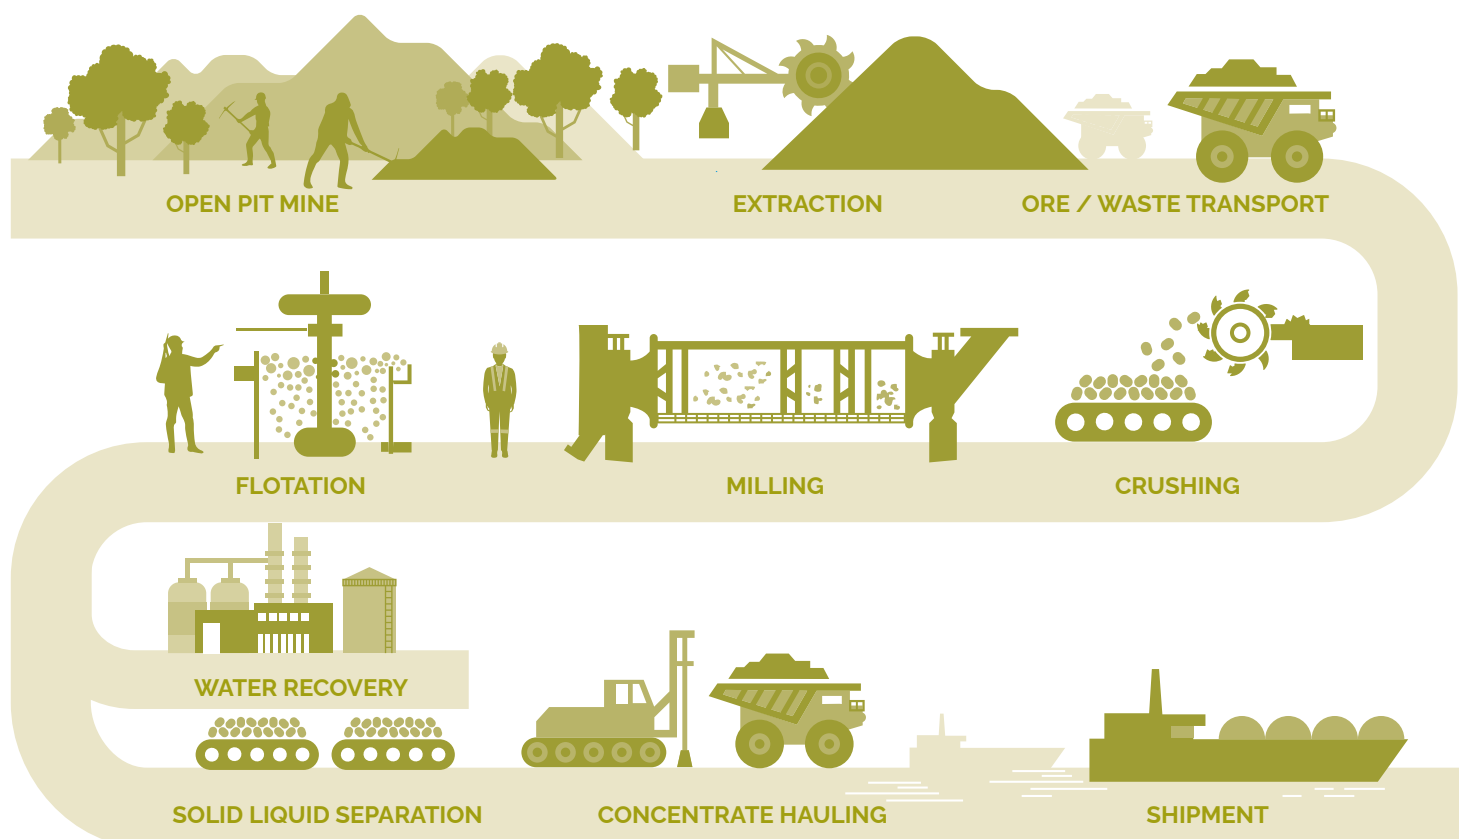 OPEN PIT MINE
EXTRACTION
ORE / WASTE TRANSPORT
FLOTATION
MILLING
CRUSHING
WATER RECOVERY
SOLID LIQUID SEPARATION
CONCENTRATE HAULING
SHIPMENT